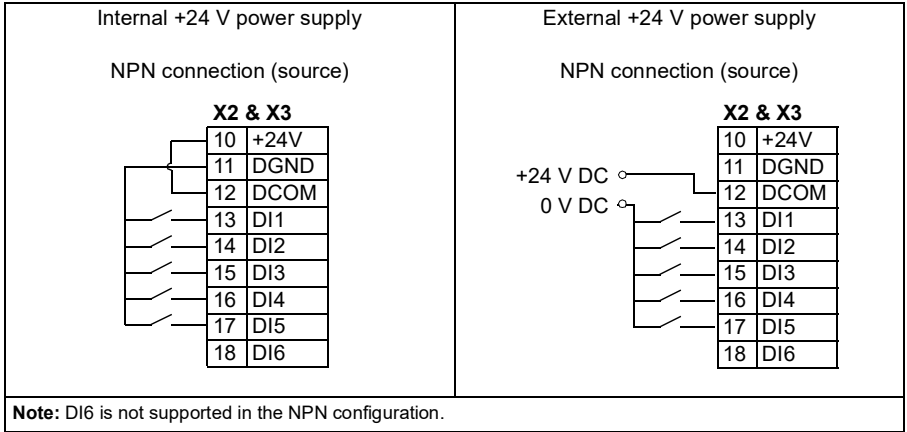 Internal +24 V power supply
NPN connection (source)
X2 & X3
10 +24V
11 DGND
12 DCOM
13 DI1
14 DI2
15 DI3
16 DI4
17 DI5
18 DI6
External +24 V power supply
NPN connection (source)
X2 & X3
10 +24V
11 DGND
+24 V DC
12 DCOM
0 V DC
13 DI1
14 DI2
15 DI3
16 DI4
17 DI5
18 DI6
Note: DI6 is not supported in the NPN configuration.